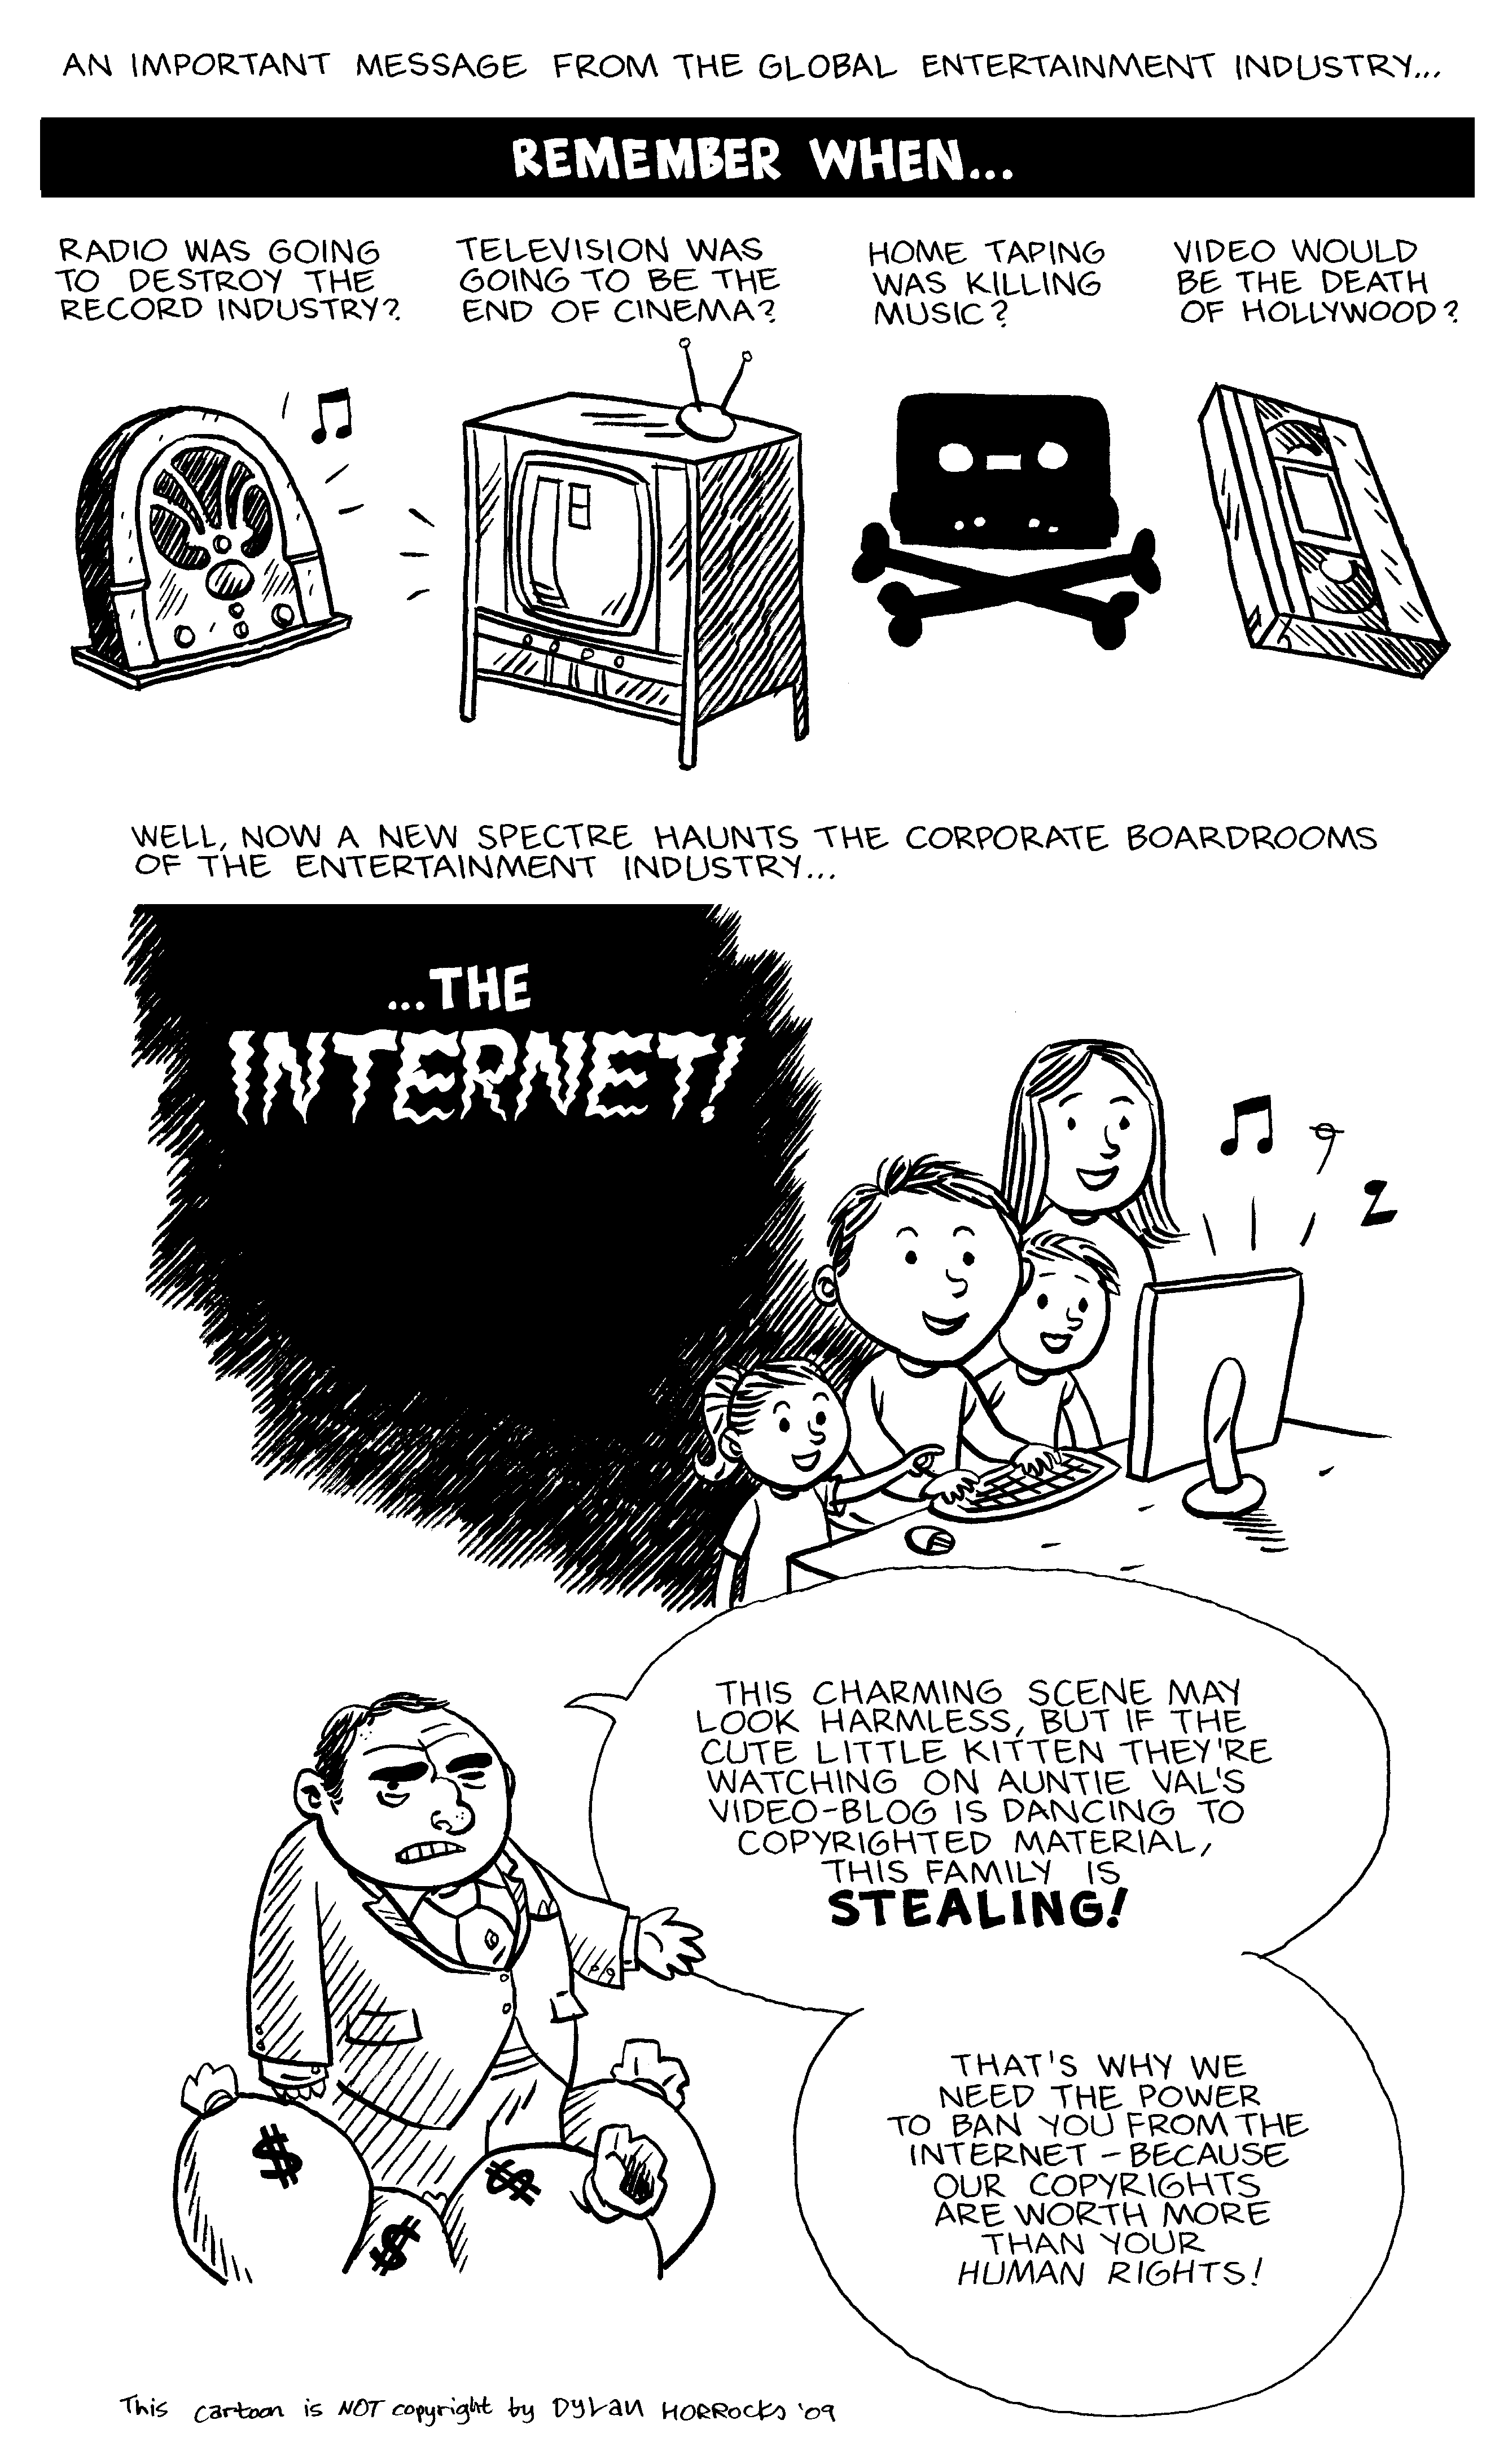 AN IMPORTANT MESSAGE FROM THE GLOBAL ENTERTAINMENT INDUSTRY...
REMEMBER WHEN...
RADIO WAS GOING
TO DESTROY THE
RECORD INDUSTRY?
TELEVISION WAS
GOING TO BE THE
END OF CINEMA?
HOME TAPING
WAS KILLING
MUSIC?
VIDEO WOULD
BE THE DEATH
OF HOLLYWOOD?
WELL, NOW A NEW SPECTRE HAUNTS THE CORPORATE BOARDROOMS
OF THE ENTERTAINMENT INDUSTRY...
...THE
INTERNET!
THIS CHARMING SCENE MAY
LOOK HARMLESS, BUT IF THE
CUTE LITTLE KITTEN THEY'RE
WATCHING ON AUNTIE VAL'S
VIDEO-BLOG IS DANCING TO
COPYRIGHTED MATERIAL,
THIS FAMILY IS
STEALING!
THAT'S WHY WE
NEED THE POWER
TO BAN YOU FROM THE
INTERNET - BECAUSE
OUR COPYRIGHTS
ARE WORTH MORE
THAN YOUR
HUMAN RIGHTS!
$
$
$
This cartoon is NOT copyright by DYLAN HORROCKS '09